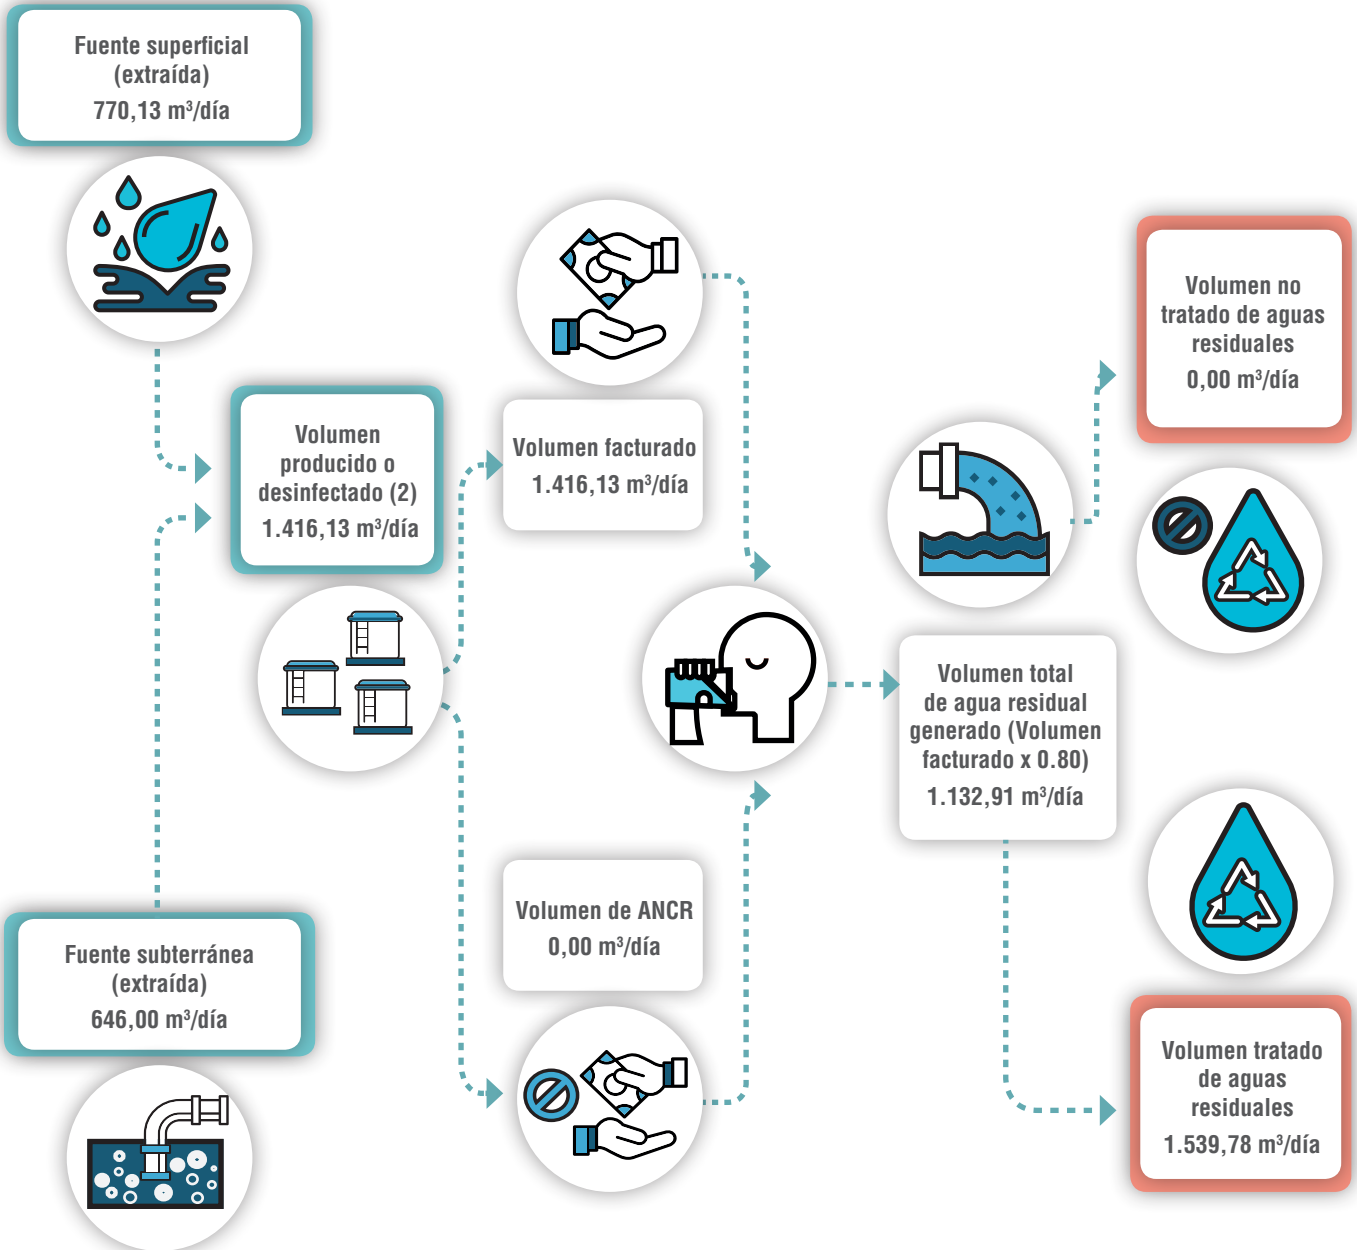 Fuente superficial
(extraída)
770,13 m³/día
Volumen
producido o
desinfectado (2)
1.416,13 m³/día
Fuente subterránea
(extraída)
646,00 m³/día
Volumen facturado
1.416,13 m³/día
Volumen de ANCR
0,00 m³/día
Volumen total
de agua residual
generado (Volumen
facturado x 0.80)
1.132,91 m³/día
Volumen no
tratado de aguas
residuales
0,00 m³/día
Volumen tratado
de aguas
residuales
1.539,78 m³/día